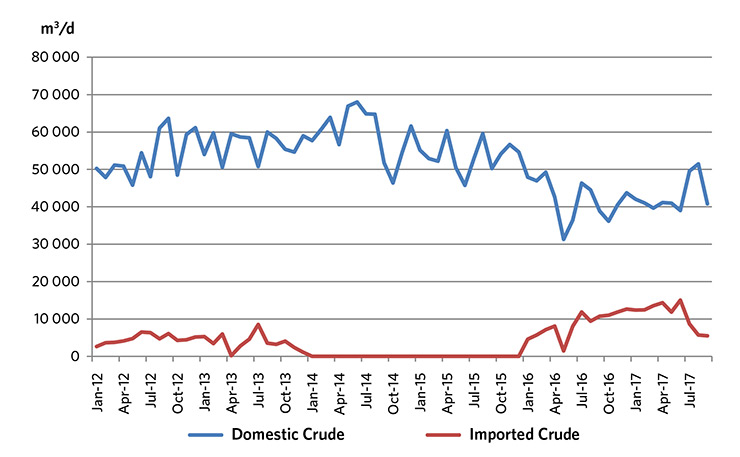 m³/d
80 000
70 000
60 000
50 000
40 000
30 000
20 000
10 000
0
Jan-12
Apr-12
Jul-12
Oct-12
Jan-13
Apr-13
Jul-13
Oct-13
Jan-14
Apr-14
Jul-14
Oct-14
Jan-15
Apr-15
Jul-15
Oct-15
Jan-16
Apr-16
Jul-16
Oct-16
Jan-17
Apr-17
Jul-17
Domestic Crude
Imported Crude